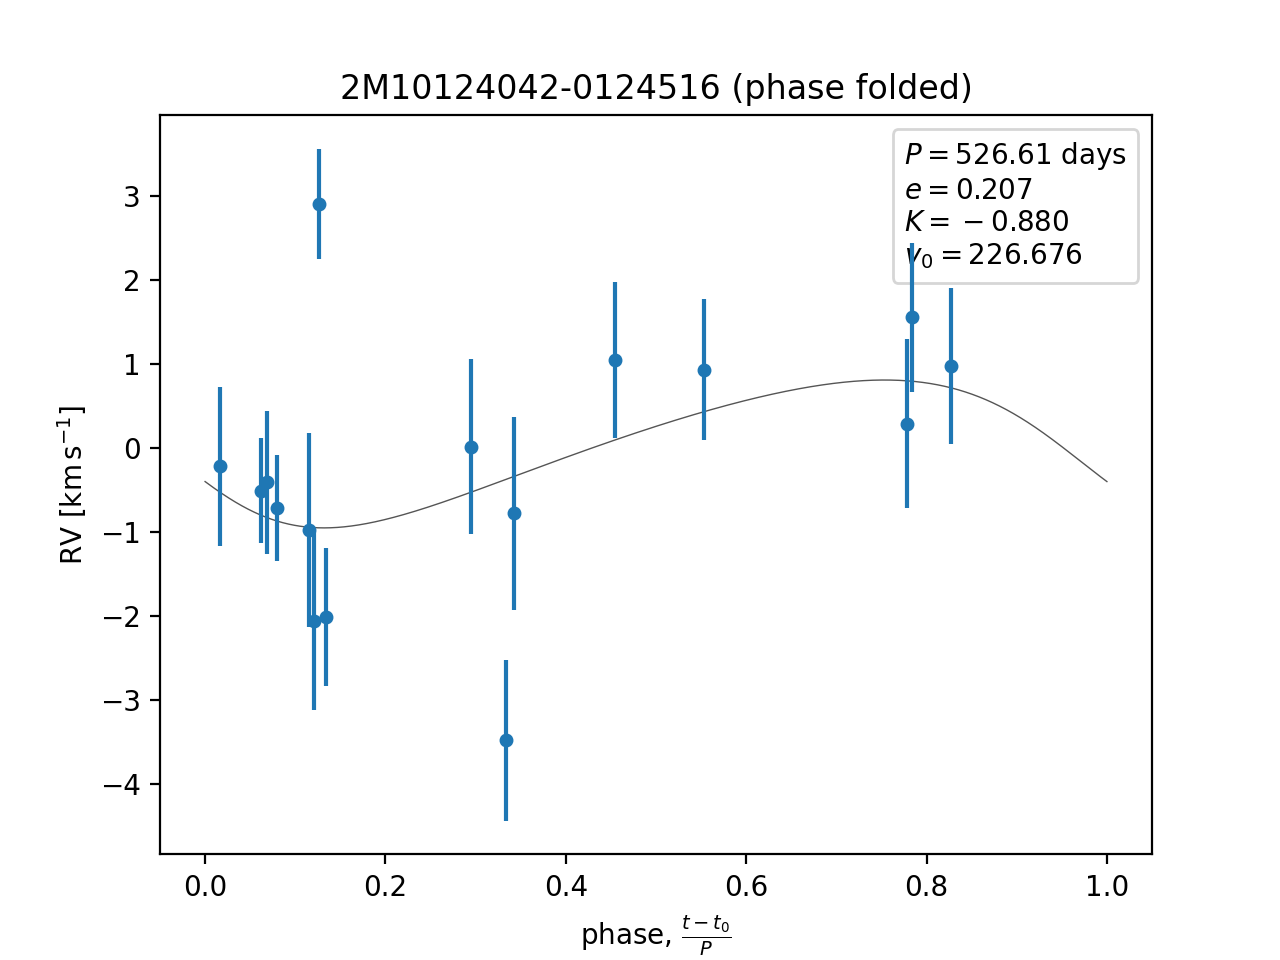 2M10124042-0124516 (phase folded)
P = 526.61 days
e = 0.207
K = −0.880
v₀ = 226.676
3
2
1
0
−1
−2
−3
−4
RV [km s⁻¹]
0.0 0.2 0.4 0.6 0.8 1.0
phase, (t − t₀)/P